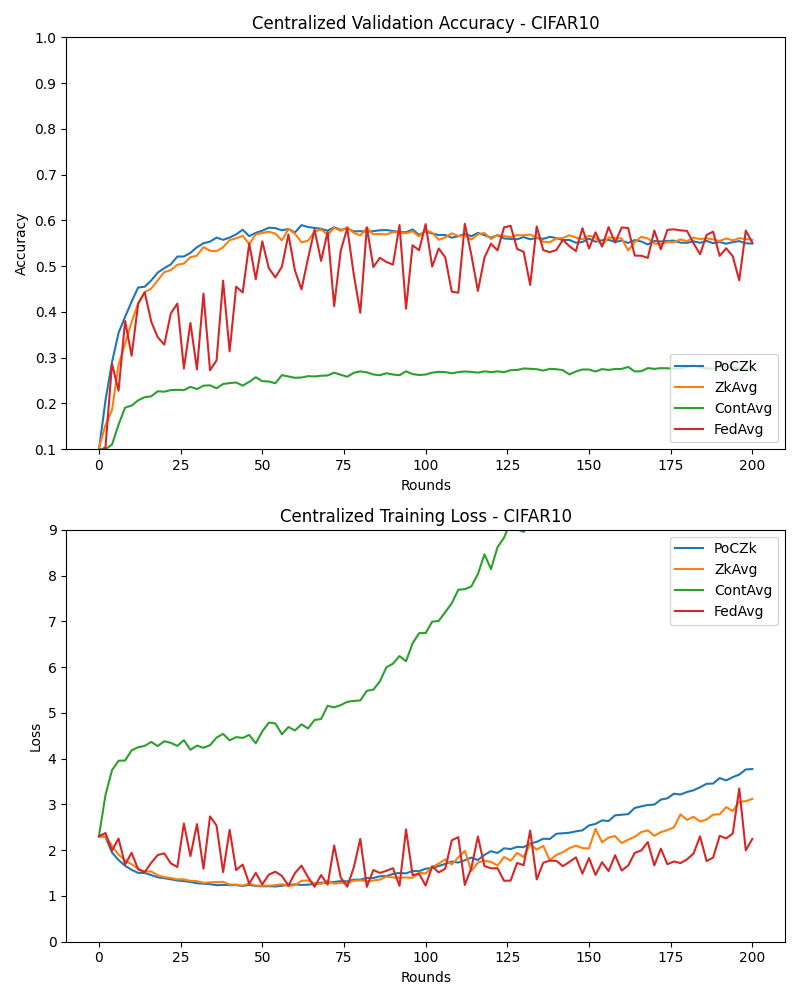 Centralized Validation Accuracy - CIFAR10
1.0
0.9
0.8
0.7
0.6
0.5
0.4
0.3
0.2
0.1
Accuracy
PoCZk
ZkAvg
ContAvg
FedAvg
0 25 50 75 100 125 150 175 200
Rounds
Centralized Training Loss - CIFAR10
9
8
7
6
5
4
3
2
1
0
Loss
PoCZk
ZkAvg
ContAvg
FedAvg
0 25 50 75 100 125 150 175 200
Rounds